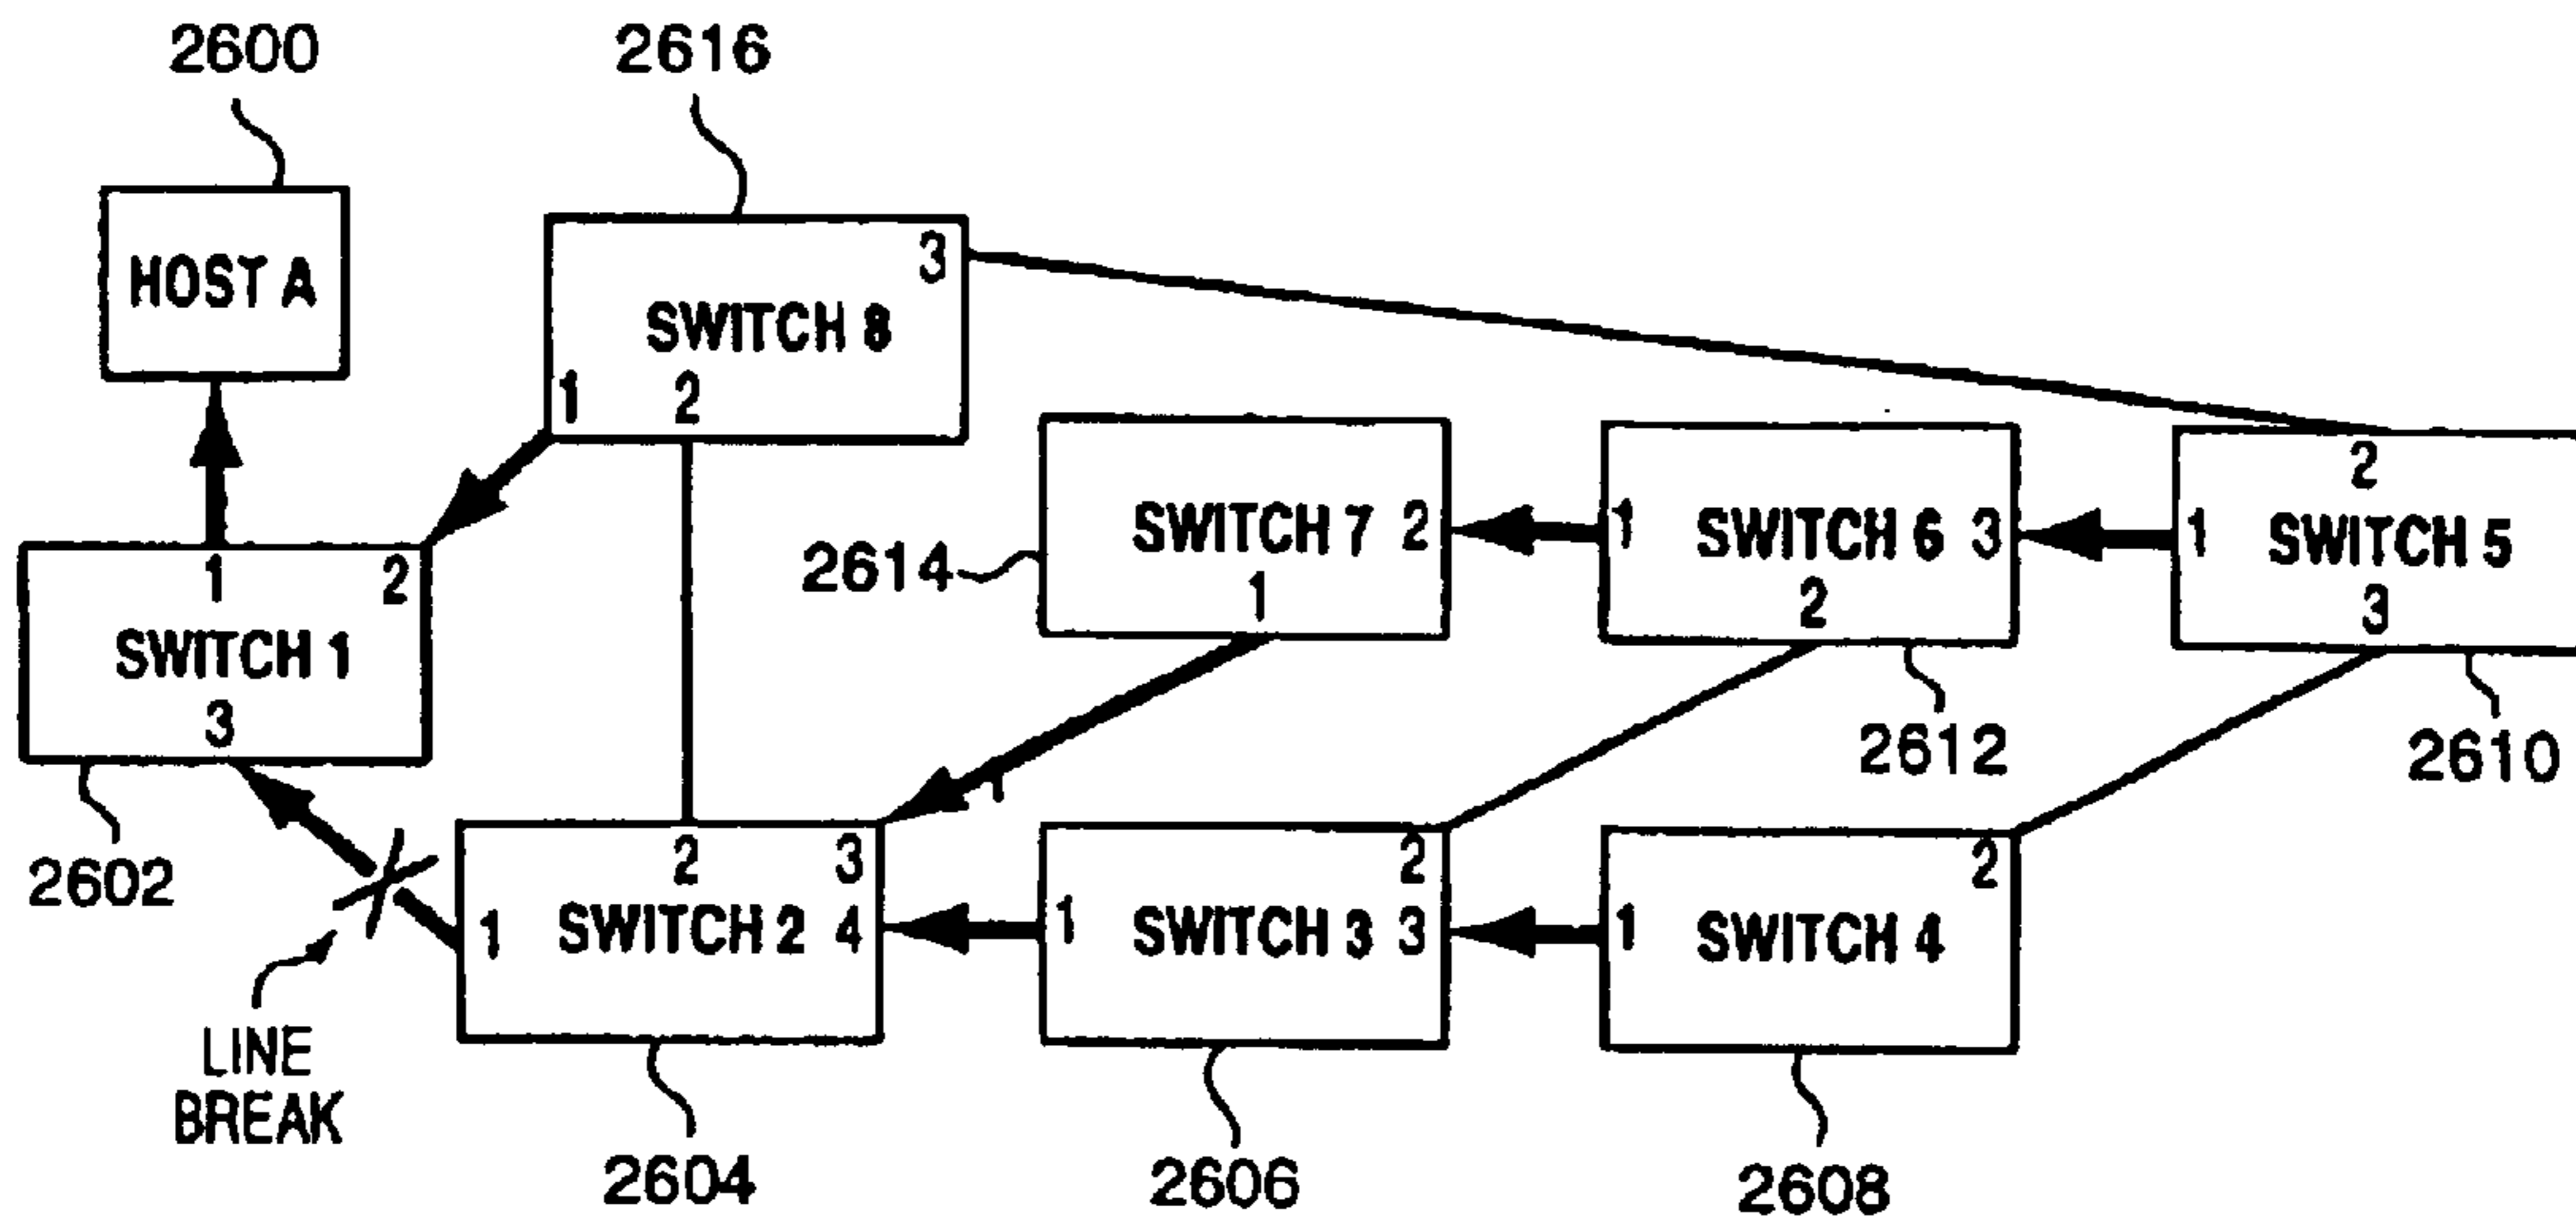 2600
2616
HOST A
3
SWITCH 8
1 2
1 2
SWITCH 1
3
2602
2614
SWITCH 7 2
1
1 SWITCH 6 3
2
2612
2
1 SWITCH 5
3
2610
LINE
BREAK
2 3
1 SWITCH 2 4
2604
2
1 SWITCH 3 3
2606
2
1 SWITCH 4
2608